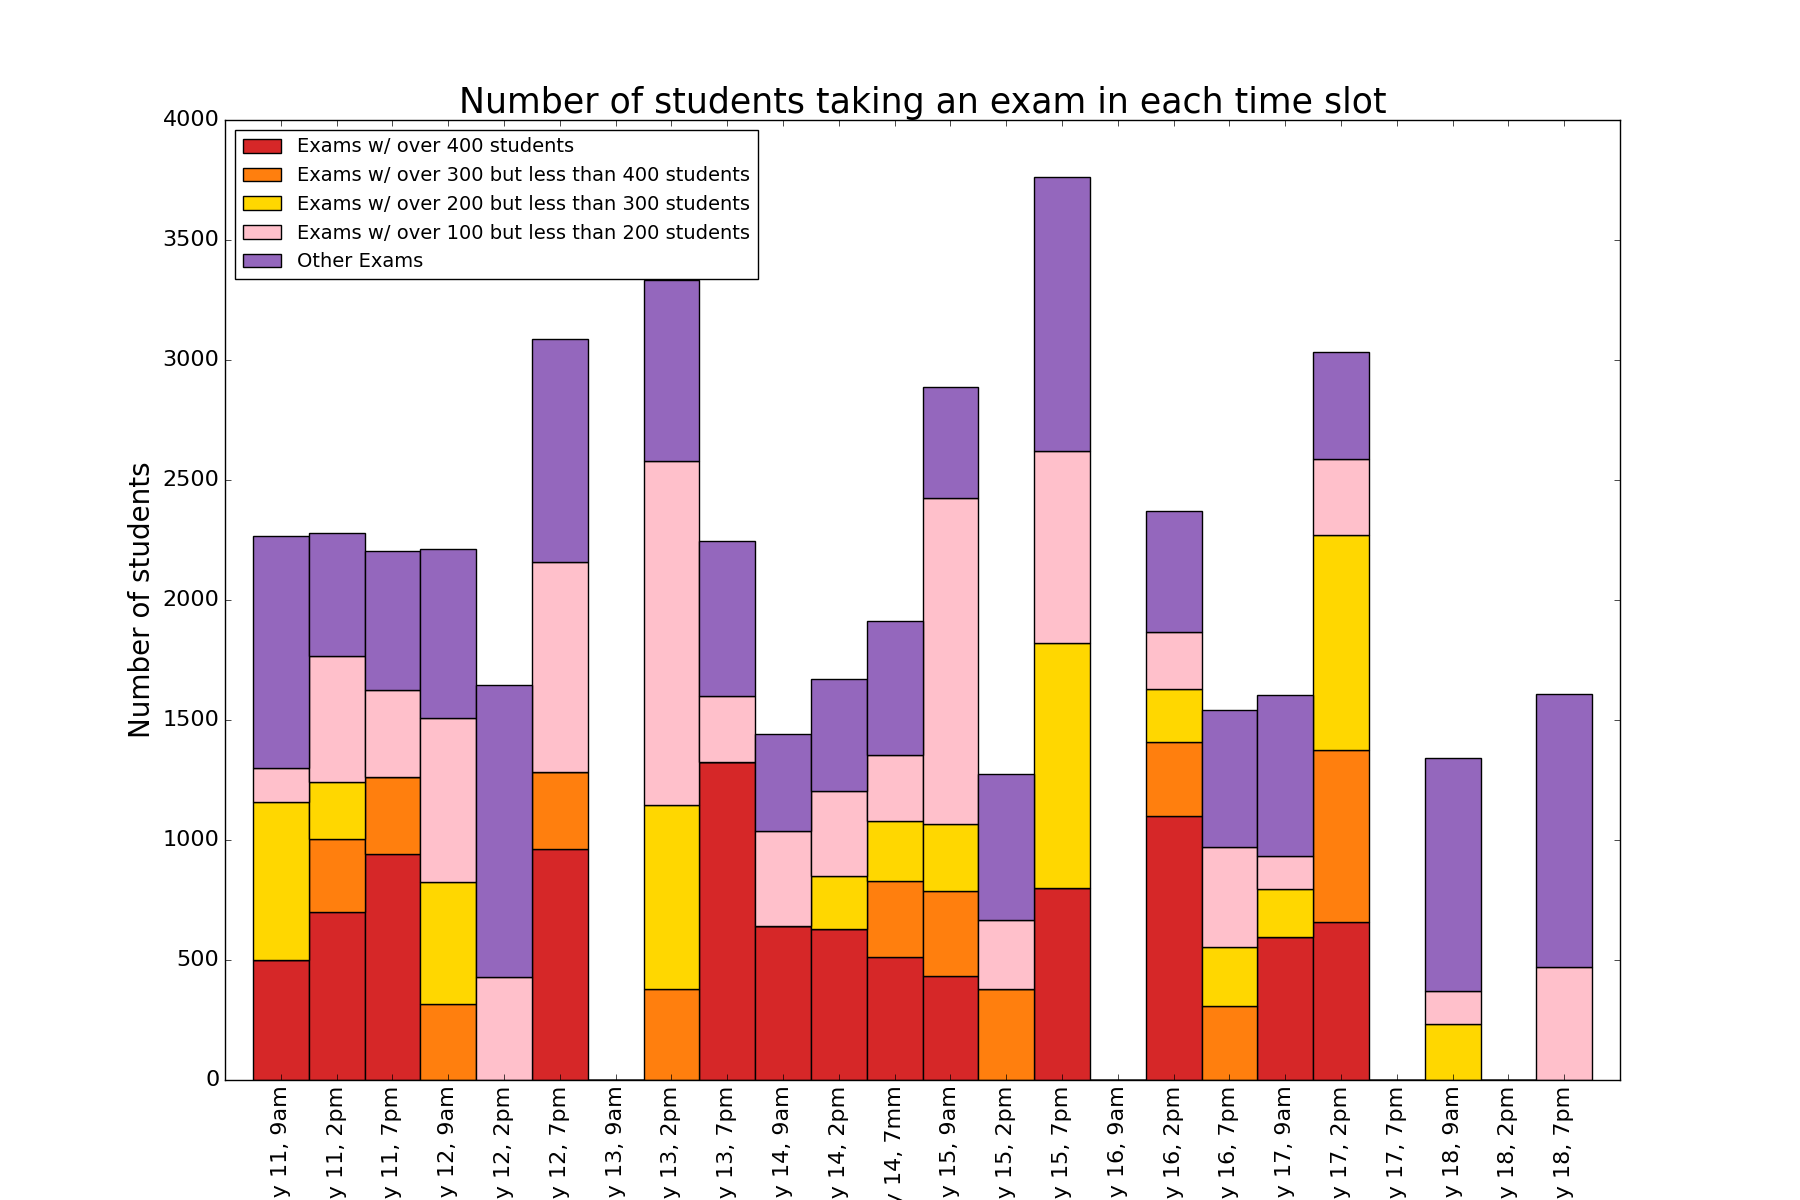 Number of students taking an exam in each time slot
Exams w/ over 400 students
Exams w/ over 300 but less than 400 students
Exams w/ over 200 but less than 300 students
Exams w/ over 100 but less than 200 students
Other Exams
Number of students
4000
3500
3000
2500
2000
1500
1000
500
0
y 11, 9am
y 11, 2pm
y 11, 7pm
y 12, 9am
y 12, 2pm
y 12, 7pm
y 13, 9am
y 13, 2pm
y 13, 7pm
y 14, 9am
y 14, 2pm
y 14, 7mm
y 15, 9am
y 15, 2pm
y 15, 7pm
y 16, 9am
y 16, 2pm
y 16, 7pm
y 17, 9am
y 17, 2pm
y 17, 7pm
y 18, 9am
y 18, 2pm
y 18, 7pm